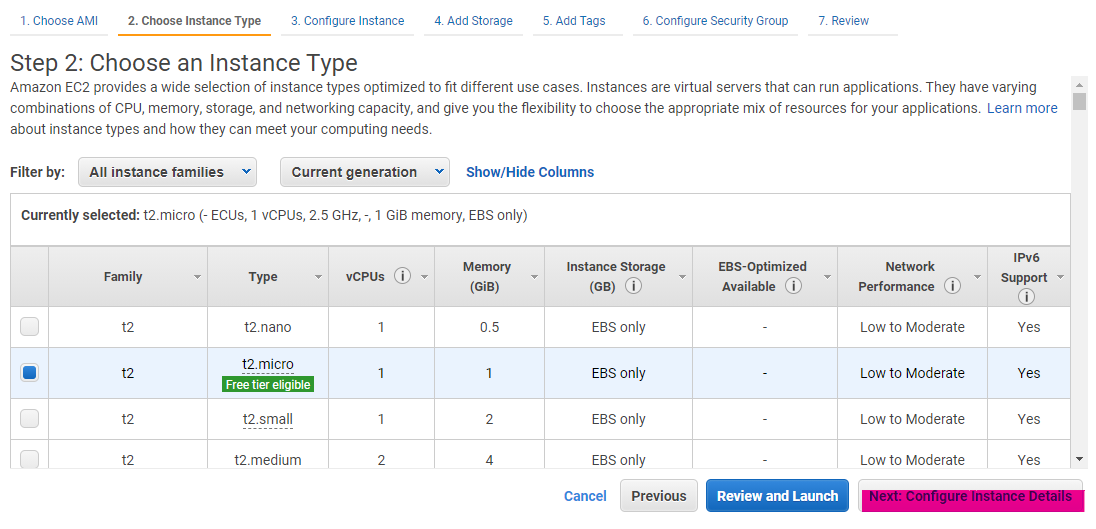 1. Choose AMI 2. Choose Instance Type 3. Configure Instance 4. Add Storage 5. Add Tags 6. Configure Security Group 7. Review
Step 2: Choose an Instance Type
Amazon EC2 provides a wide selection of instance types optimized to fit different use cases. Instances are virtual servers that can run applications. They have varying
combinations of CPU, memory, storage, and networking capacity, and give you the flexibility to choose the appropriate mix of resources for your applications. Learn more
about instance types and how they can meet your computing needs.
Filter by: All instance families Current generation Show/Hide Columns
Currently selected: t2.micro (- ECUs, 1 vCPUs, 2.5 GHz, -, 1 GiB memory, EBS only)
Family Type vCPUs i Memory (GiB) Instance Storage (GB) i EBS-Optimized Available i Network Performance i IPv6 Support i
t2 t2.nano 1 0.5 EBS only - Low to Moderate Yes
t2 t2.micro Free tier eligible 1 1 EBS only - Low to Moderate Yes
t2 t2.small 1 2 EBS only - Low to Moderate Yes
t2 t2.medium 2 4 EBS only - Low to Moderate Yes
Cancel Previous Review and Launch Next: Configure Instance Details